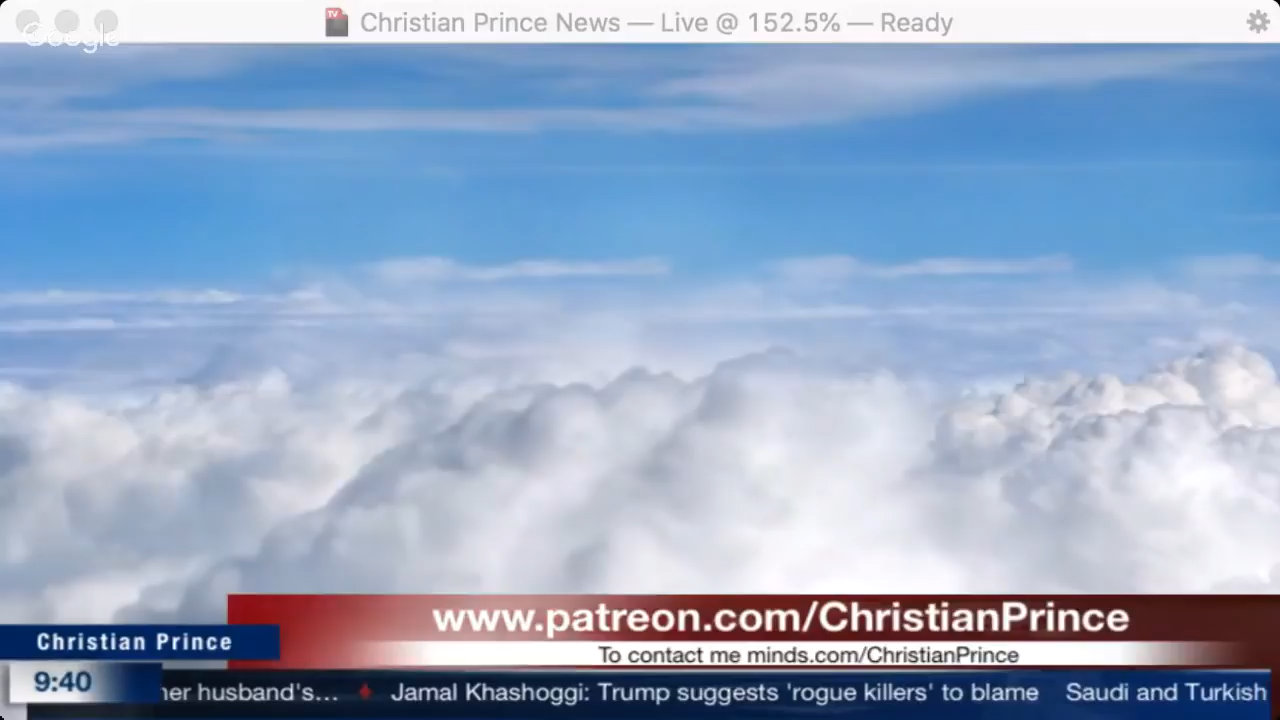 Christian Prince News — Live @ 152.5% — Ready
Google
www.patreon.com/ChristianPrince
Christian Prince
To contact me minds.com/ChristianPrince
9:40
her husband's... ♦ Jamal Khashoggi: Trump suggests 'rogue killers' to blame Saudi and Turkish